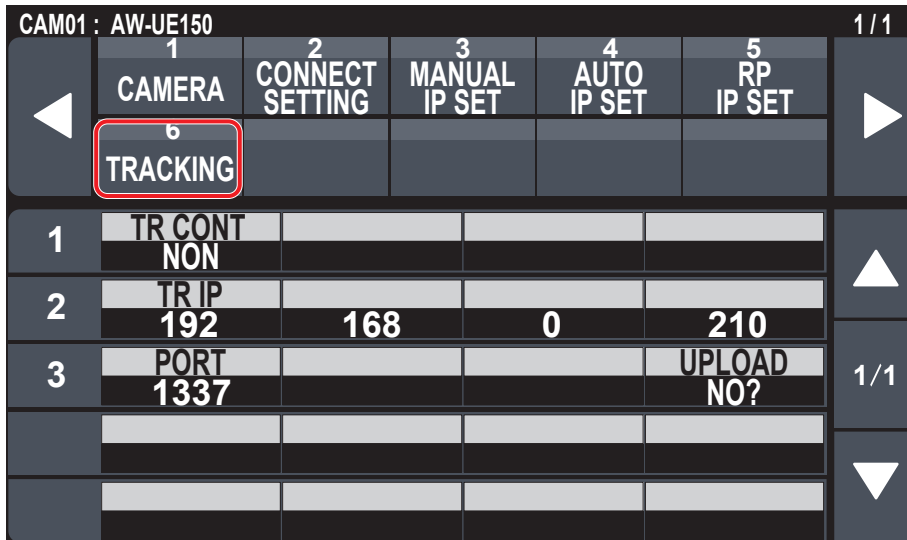 CAM01 : AW-UE150 1 / 1
1 2 3 4 5
CAMERA CONNECT SETTING MANUAL IP SET AUTO IP SET RP IP SET
6
TRACKING
1 TR CONT
NON
2 TR IP
192 168 0 210
3 PORT UPLOAD 1/1
1337 NO?